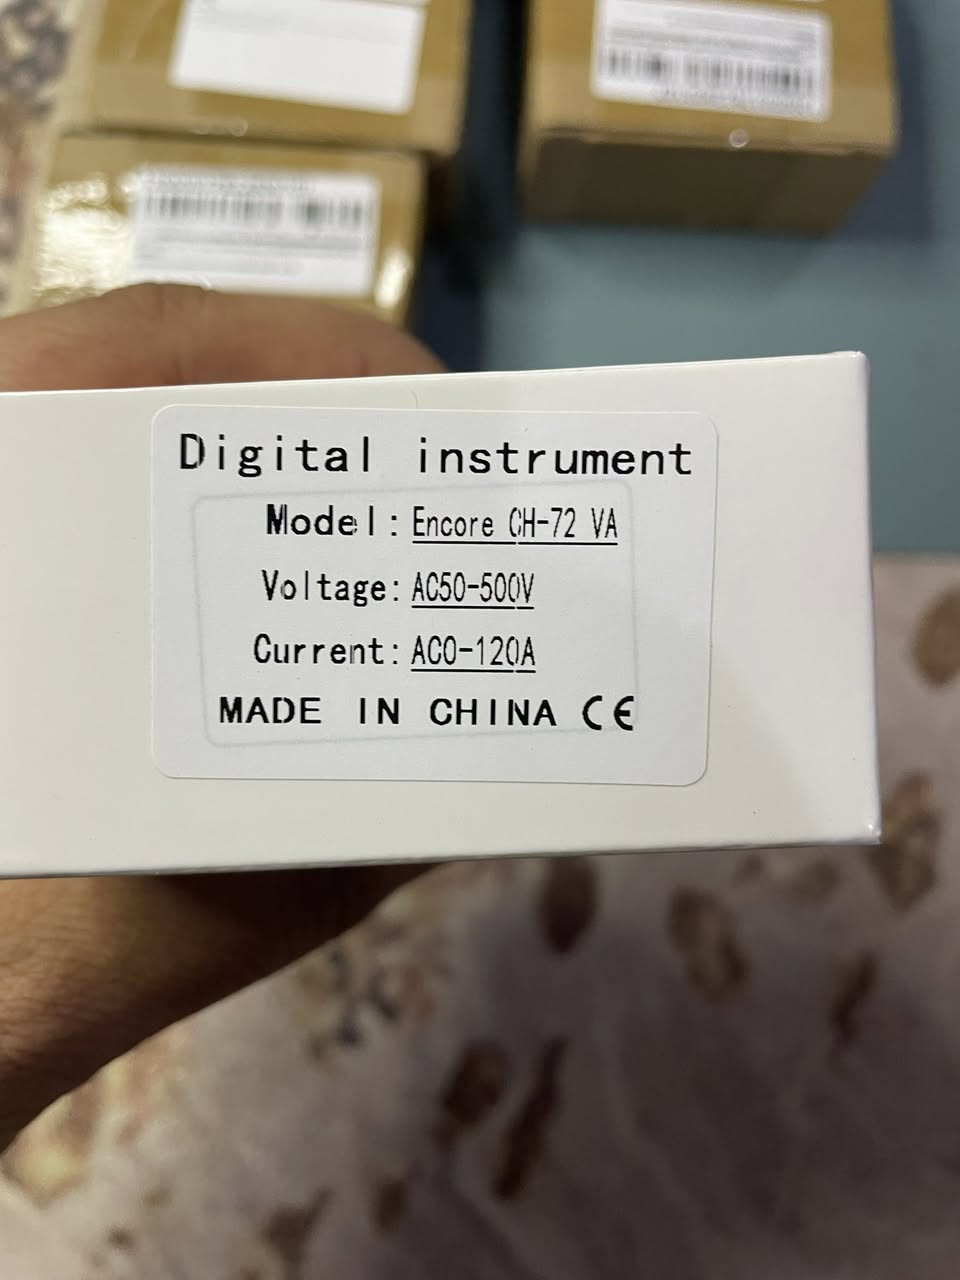 Digital instrument
Model: Encore CH-72 VA
Voltage: AC50-500V
Current: AC0-120A
MADE IN CHINA CE